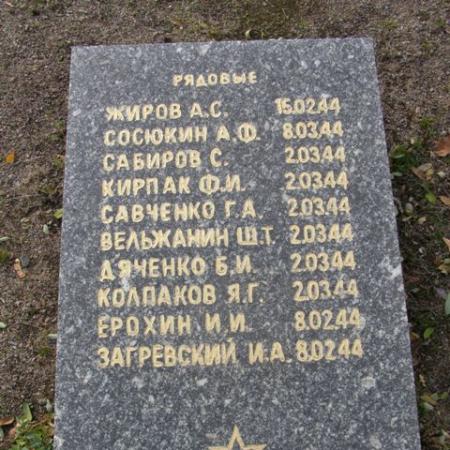 РЯДОВЫЕ
ЖИРОВ А.С. 15.02.44
СОСЮКИН А.Ф. 8.03.44
САБИРОВ С. 2.03.44
КИРПАК Ф.И. 2.03.44
САВЧЕНКО Г.А. 2.03.44
ВЕЛЬЖАНИН Ш.Т. 2.03.44
ДЯЧЕНКО Б.И. 2.03.44
КОЛПАКОВ Я.Г. 2.03.44
ЕРОХИН И.И. 8.02.44
ЗАГРЕВСКИЙ И.А. 8.02.44